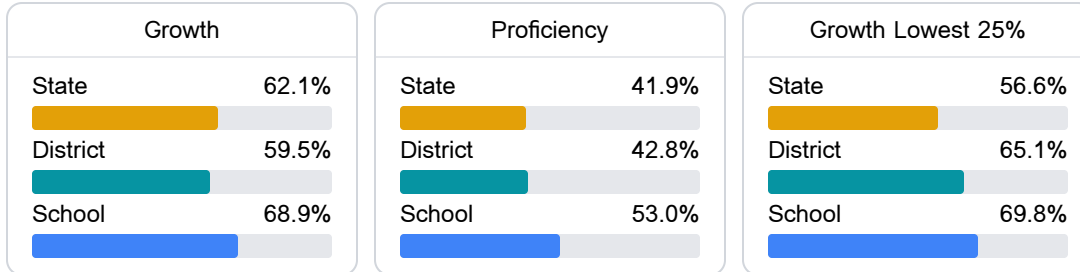 Growth
State 62.1%
District 59.5%
School 68.9%
Proficiency
State 41.9%
District 42.8%
School 53.0%
Growth Lowest 25%
State 56.6%
District 65.1%
School 69.8%